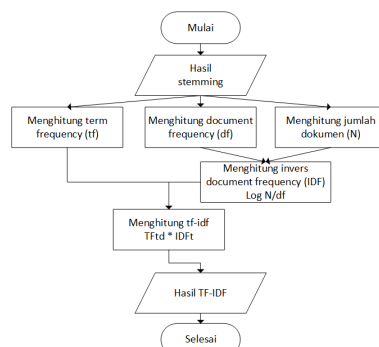 Mulai
Hasil
stemming
Menghitung term
frequency (tf)
Menghitung document
frequency (df)
Menghitung jumlah
dokumen (N)
Menghitung invers
document frequency (IDF)
Log N/df
Menghitung tf-idf
TFtd * IDFt
Hasil TF-IDF
Selesai